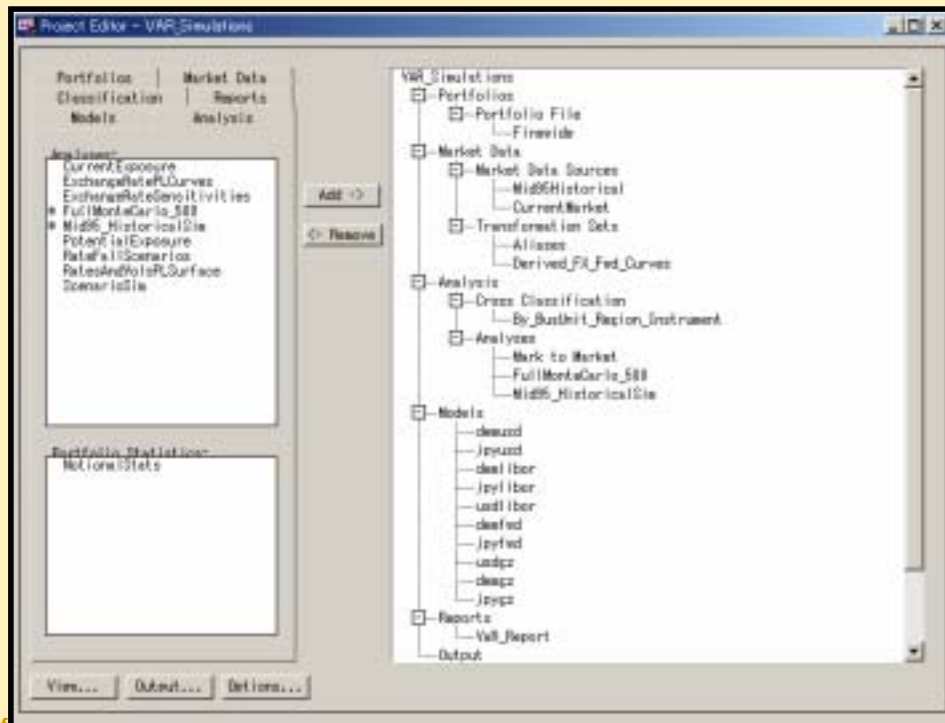 Project Editor - VAR_Simulations
Portfolios | Market Data
Classification | Reports
Models Analysis
Analyses:
CurrentExposure
ExchangeRatePLCurves
ExchangeRateSensitivities
* FullMonteCarlo_500
* Mid95_HistoricalSim
PotentialExposure
RateFallScenarios
RatesAndVolsPLSurface
ScenarioSim
Portfolio Statistics:
NotionalStats
Add ->
<- Remove
View...
Output...
Options...
VAR_Simulations
Portfolios
Portfolio File
Firmwide
Market Data
Market Data Sources
Mid95Historical
CurrentMarket
Transformation Sets
Aliases
Derived_FX_Fwd_Curves
Analysis
Cross Classification
By_BusUnit_Region_Instrument
Analyses
Mark to Market
FullMonteCarlo_500
Mid95_HistoricalSim
Models
demusd
jpyusd
demlibor
jpylibor
usdlibor
demfwd
jpyfwd
usdgz
demgz
jpygz
Reports
VaR_Report
Output